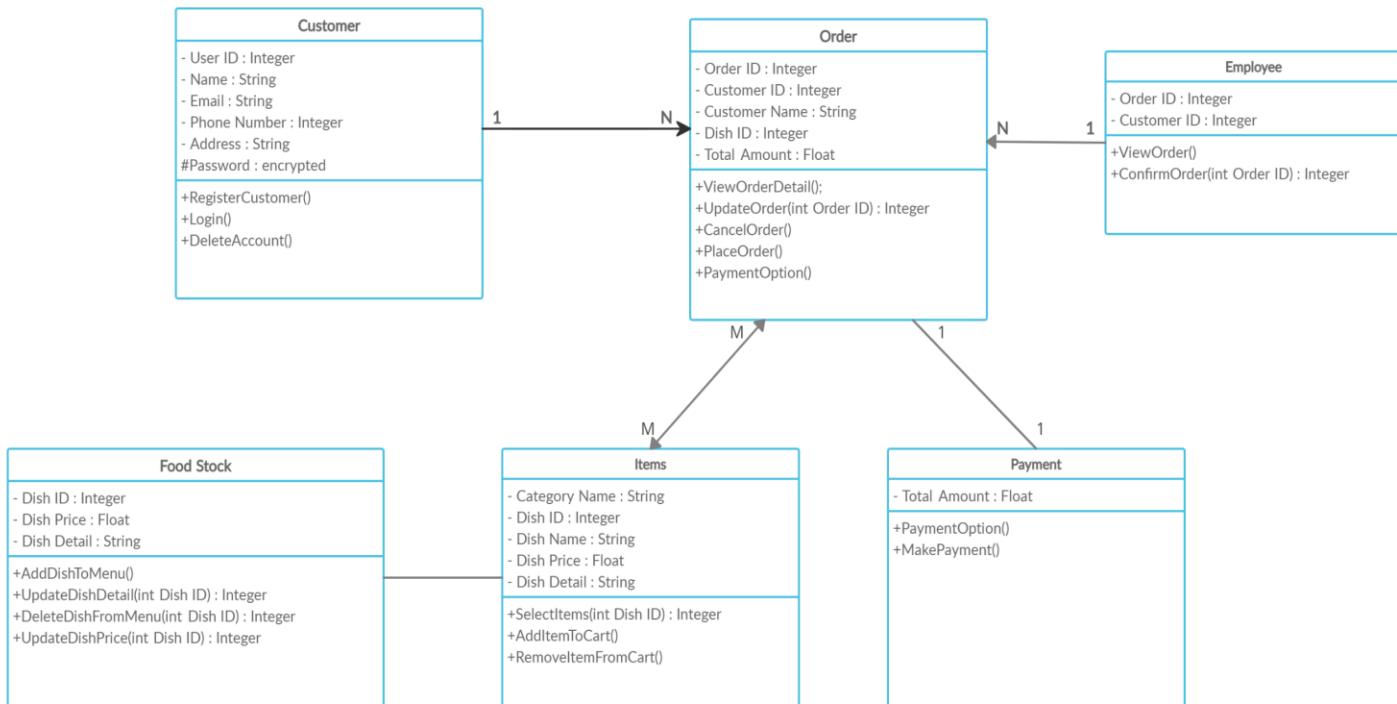 Customer
- User ID : Integer
- Name : String
- Email : String
- Phone Number : Integer
- Address : String
#Password : encrypted
+RegisterCustomer()
+Login()
+DeleteAccount()
1
N
Order
- Order ID : Integer
- Customer ID : Integer
- Customer Name : String
- Dish ID : Integer
- Total Amount : Float
+ViewOrderDetail();
+UpdateOrder(int Order ID) : Integer
+CancelOrder()
+PlaceOrder()
+PaymentOption()
N
1
Employee
- Order ID : Integer
- Customer ID : Integer
+ViewOrder()
+ConfirmOrder(int Order ID) : Integer
M
1
M
1
Food Stock
- Dish ID : Integer
- Dish Price : Float
- Dish Detail : String
+AddDishToMenu()
+UpdateDishDetail(int Dish ID) : Integer
+DeleteDishFromMenu(int Dish ID) : Integer
+UpdateDishPrice(int Dish ID) : Integer
Items
- Category Name : String
- Dish ID : Integer
- Dish Name : String
- Dish Price : Float
- Dish Detail : String
+SelectItems(int Dish ID) : Integer
+AddItemToCart()
+RemoveItemFromCart()
Payment
- Total Amount : Float
+PaymentOption()
+MakePayment()